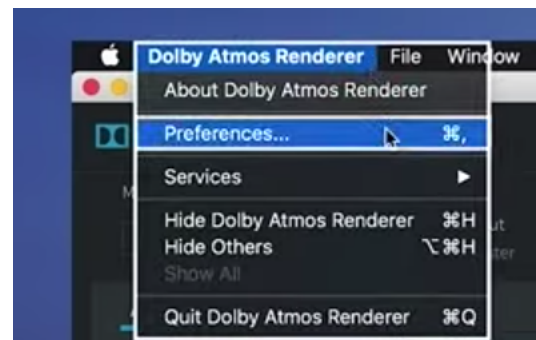 Dolby Atmos Renderer File Window
About Dolby Atmos Renderer
Preferences... ⌘,
Services ▶
Hide Dolby Atmos Renderer ⌘H
Hide Others ⌥⌘H
Show All
Quit Dolby Atmos Renderer ⌘Q